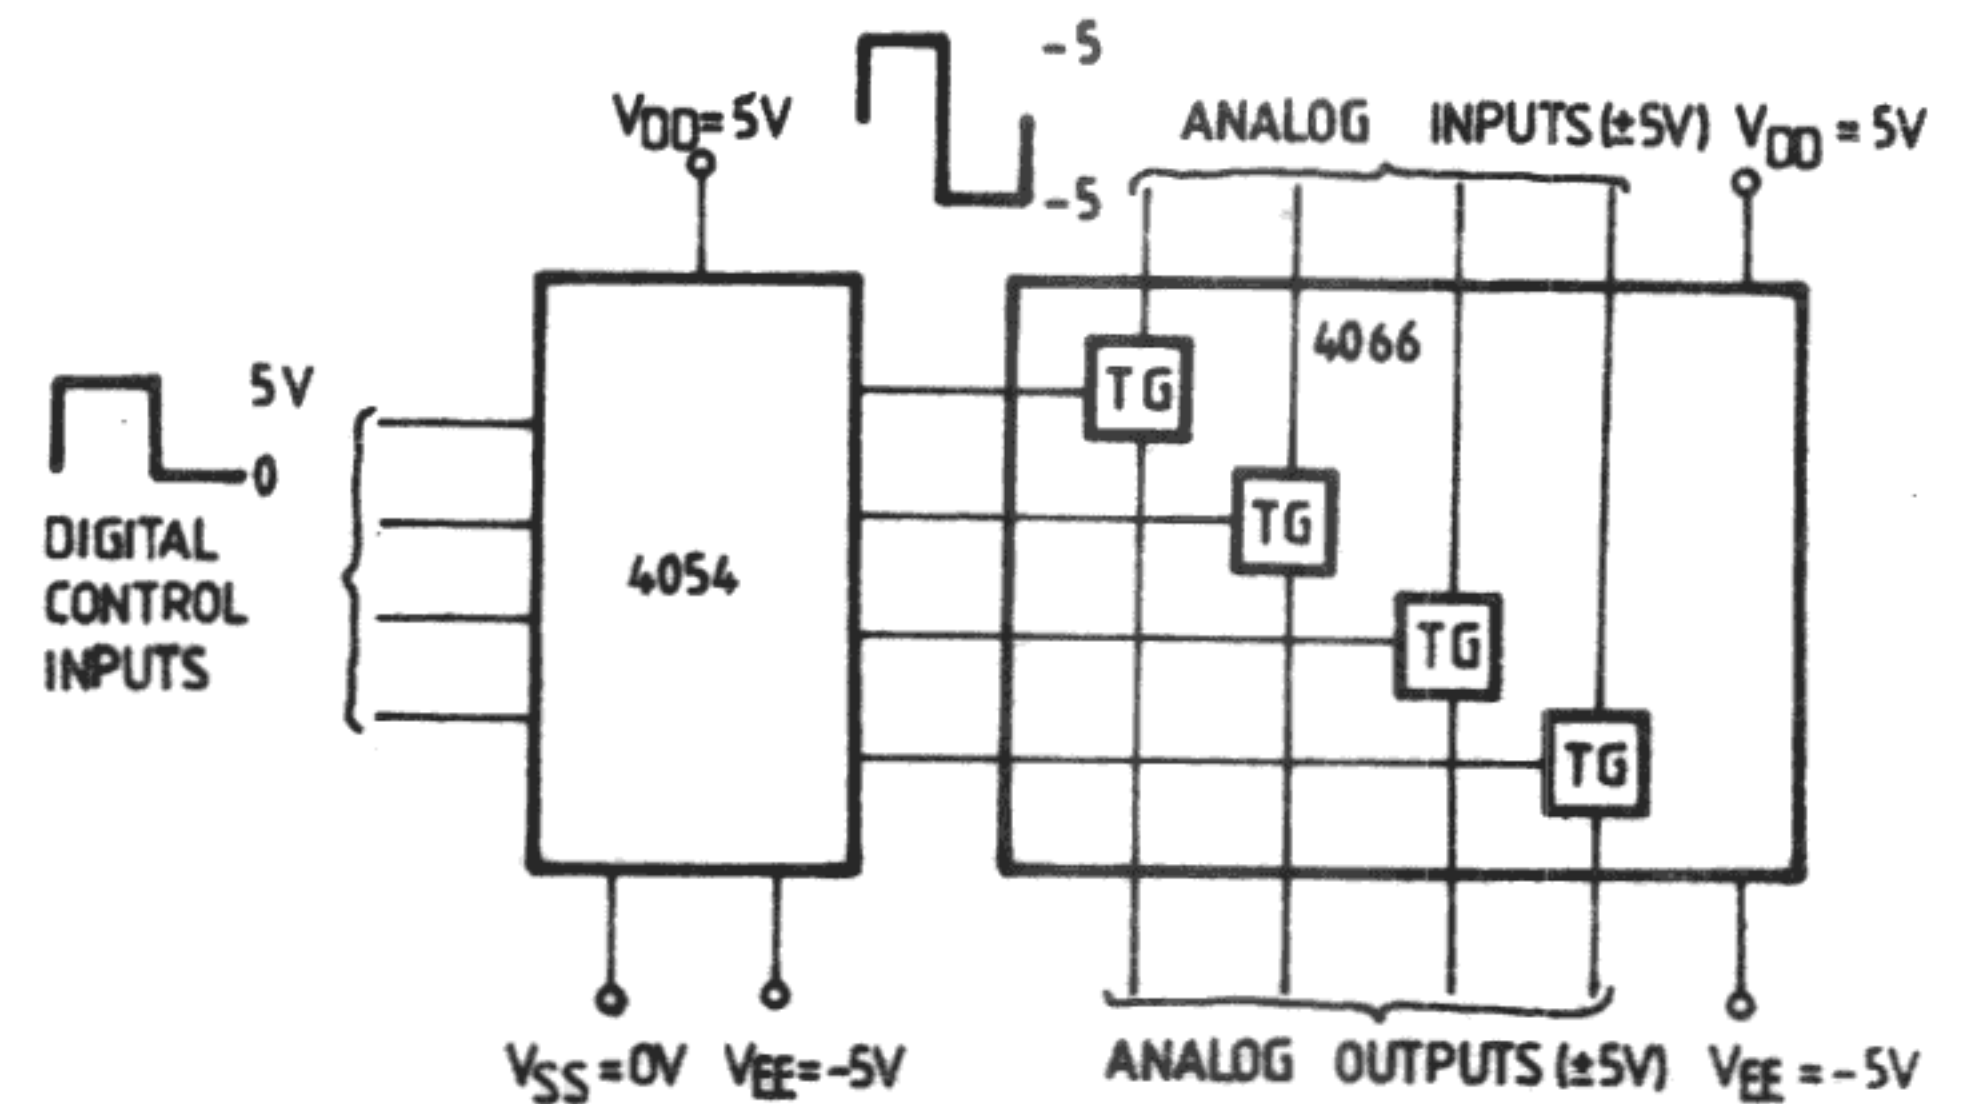 -5
VDD=5V
ANALOG INPUTS (±5V) VDD = 5V
-5
4066
5V
TG
0
TG
DIGITAL
CONTROL
INPUTS
4054
TG
TG
VSS=0V VEE=-5V
ANALOG OUTPUTS (±5V) VEE = -5V